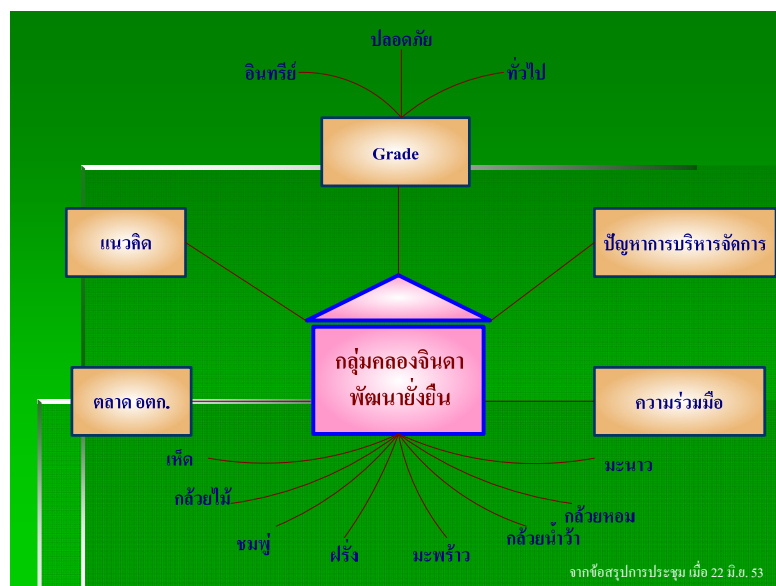 ปลอดภัย
อินทรีย์
ทั่วไป
Grade
แนวคิด
ปัญหาการบริหารจัดการ
กลุ่มคลองจินดา
พัฒนายั่งยืน
ตลาด อตก.
ความร่วมมือ
เห็ด
มะนาว
กล้วยไม้
กล้วยหอม
ชมพู่
ฝรั่ง
มะพร้าว
กล้วยน้ำว้า
จากข้อสรุปการประชุม เมื่อ 22 มิ.ย. 53